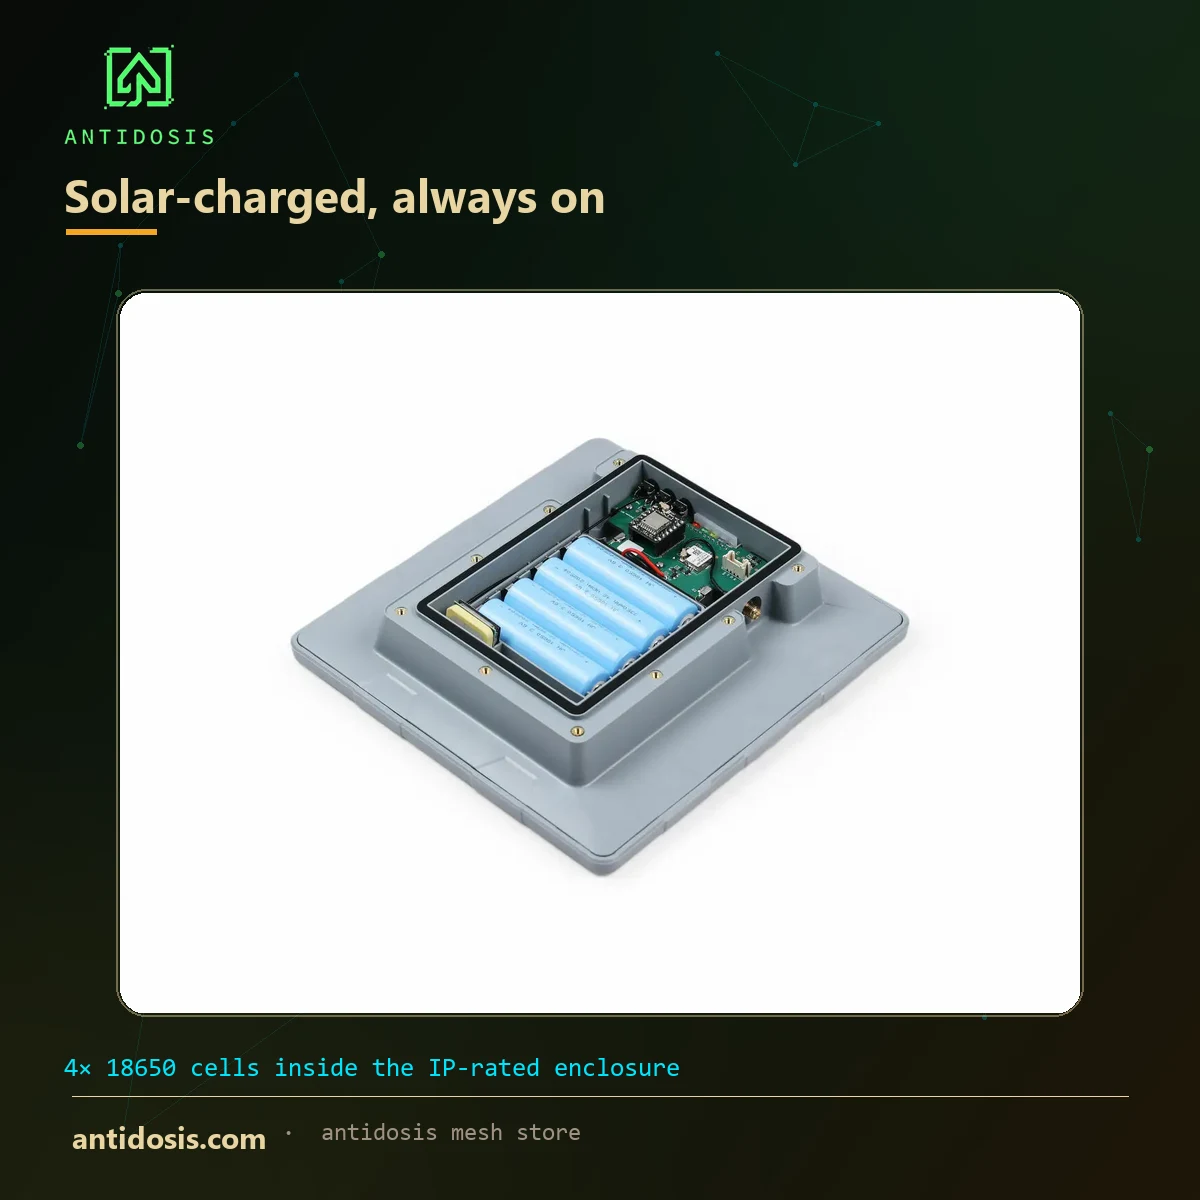 ANTIDOSIS
Solar-charged, always on
4× 18650 cells inside the IP-rated enclosure
antidosis.com · antidosis mesh store